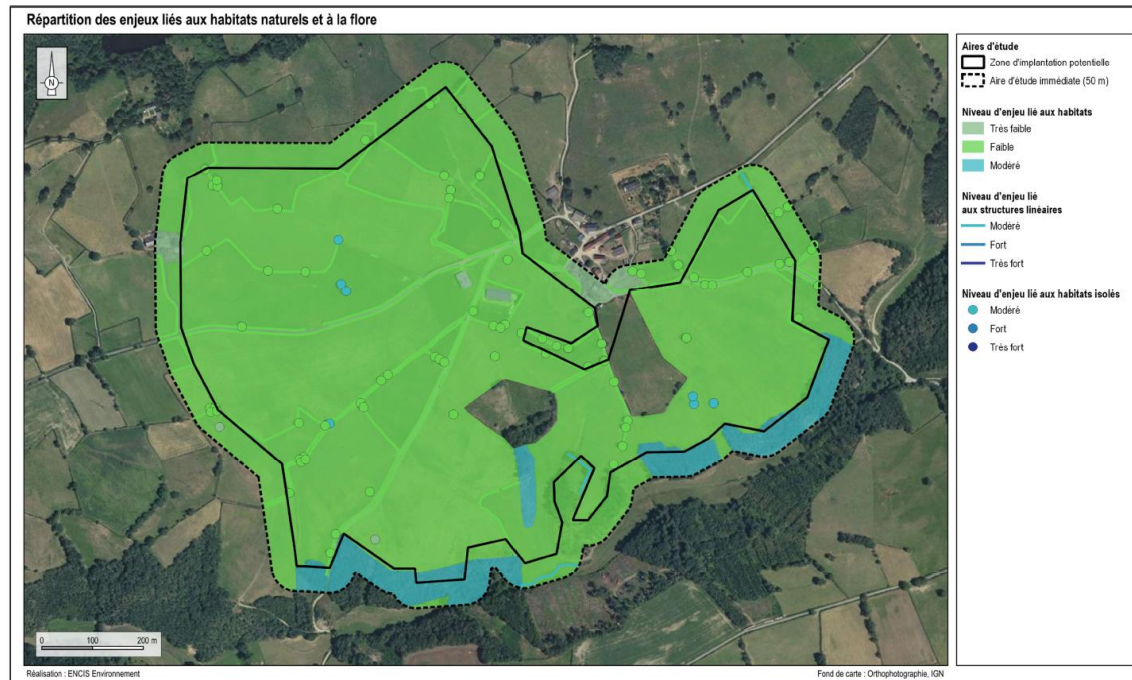 Répartition des enjeux liés aux habitats naturels et à la flore
N
Aires d'étude
Zone d'implantation potentielle
Aire d'étude immédiate (50 m)
Niveau d'enjeu lié aux habitats
Très faible
Faible
Modéré
Niveau d'enjeu lié
aux structures linéaires
Modéré
Fort
Très fort
Niveau d'enjeu lié aux habitats isolés
Modéré
Fort
Très fort
0 100 200 m
Réalisation : ENCIS Environnement
Fond de carte : Orthophotographie, IGN